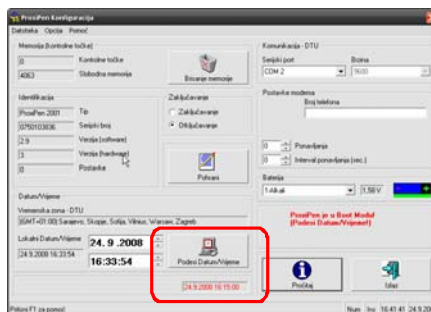 ProxiPen Konfiguracija
Datoteka Opcije Pomoć
Memorija (kontrolne točke)
0 Kontrolne točke
4063 Slobodna memorija
Brisanje memorije
Identifikacija
ProxiPen 2001 Tip
0750103836 Serijski broj
2.9 Verzija (software)
3 Verzija (hardware)
0 Postavke
Zaključavanje
Zaključavanje
Otključavanje
Pohrani
Datum/Vrijeme
Vremenska zona - DTU
(GMT+01:00) Sarajevo, Skopje, Sofija, Vilnius, Warsaw, Zagreb
Lokalni Datum/Vrijeme
24.9.2008 16:33:54
24. 9 .2008
16:33:54
Podesi Datum/Vrijeme
24.9.2008 16:15:00
Komunikacija - DTU
Serijski port Brzina
COM 2 9600
Postavke modema
Broj telefona
0 Ponavljanja
0 Interval ponavljanja (sec.)
Baterija
1-Alkali 1,58 V - +
ProxiPen je u Boot Modu!
(Podesi Datum/Vrijeme!)
Pročitaj
Izlaz
Pritisni F1 za pomoć
Num Ins 16:41:41 24.9.20